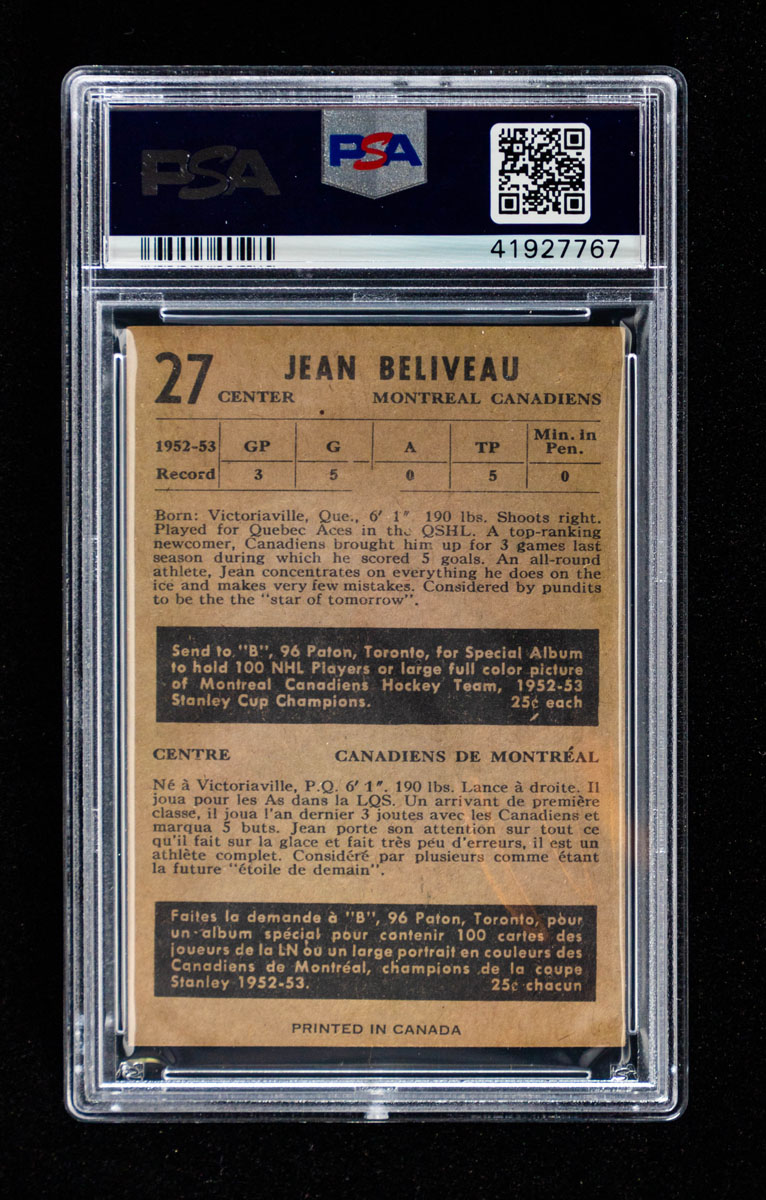 PSA PSA
41927767
27 JEAN BELIVEAU
CENTER MONTREAL CANADIENS
1952-53 GP G A TP Min. in Pen.
Record 3 5 0 5 0
Born: Victoriaville, Que., 6' 1" 190 lbs. Shoots right.
Played for Quebec Aces in the QSHL. A top-ranking
newcomer, Canadiens brought him up for 3 games last
season during which he scored 5 goals. An all-round
athlete, Jean concentrates on everything he does on the
ice and makes very few mistakes. Considered by pundits
to be the the "star of tomorrow".
Send to "B", 96 Paton, Toronto, for Special Album
to hold 100 NHL Players or large full color picture
of Montreal Canadiens Hockey Team, 1952-53
Stanley Cup Champions. 25¢ each
CENTRE CANADIENS DE MONTRÉAL
Né à Victoriaville, P.Q. 6' 1". 190 lbs. Lance à droite. Il
joua pour les As dans la LQS. Un arrivant de première
classe, il joua l'an dernier 3 joutes avec les Canadiens et
marqua 5 buts. Jean porte son attention sur tout ce
qu'il fait sur la glace et fait très peu d'erreurs, il est un
athlète complet. Considéré par plusieurs comme étant
la future "étoile de demain".
Faites la demande à "B", 96 Paton, Toronto, pour
un album spécial pour contenir 100 cartes des
joueurs de la LN ou un large portrait en couleurs des
Canadiens de Montréal, champions de la coupe
Stanley 1952-53. 25¢ chacun
PRINTED IN CANADA